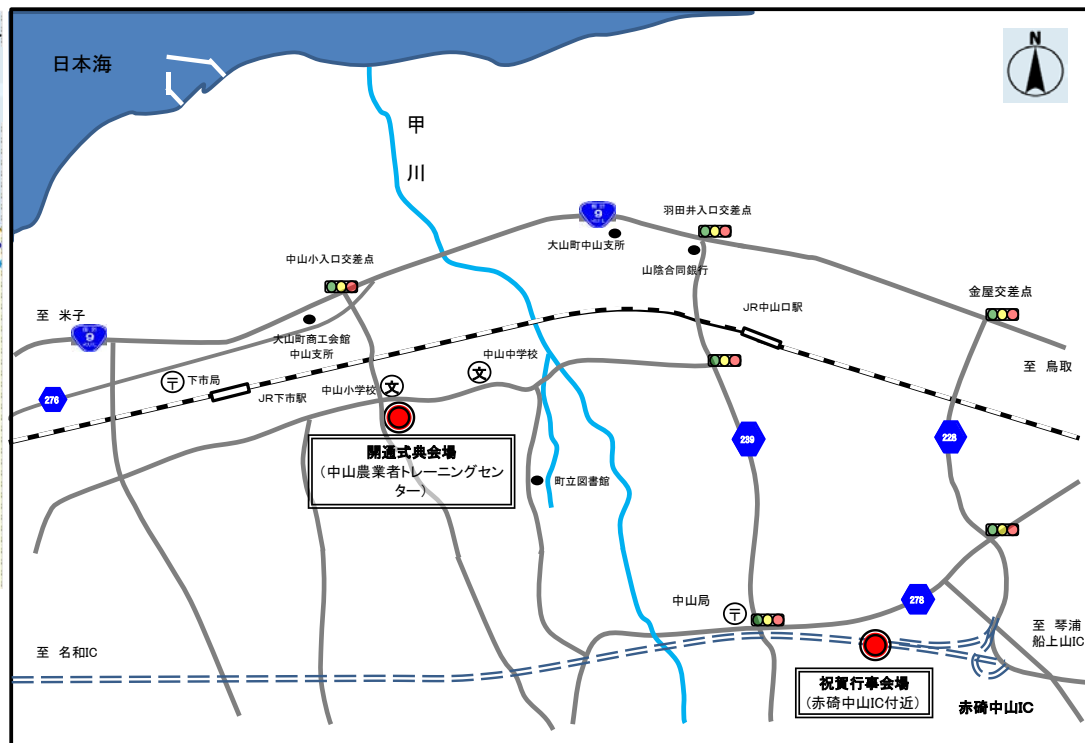 日本海
N
甲
川
9
羽田井入口交差点
大山町中山支所
中山小入口交差点
山陰合同銀行
金屋交差点
JR中山口駅
至 米子
9
大山町商工会館
中山支所
中山中学校
至 鳥取
〒 下市局
中山小学校
文
文
276
JR下市駅
開通式典会場
(中山農業者トレーニングセン
ター)
239
228
町立図書館
中山局
〒
278
至 琴浦
船上山IC
至 名和IC
祝賀行事会場
(赤碕中山IC付近)
赤碕中山IC